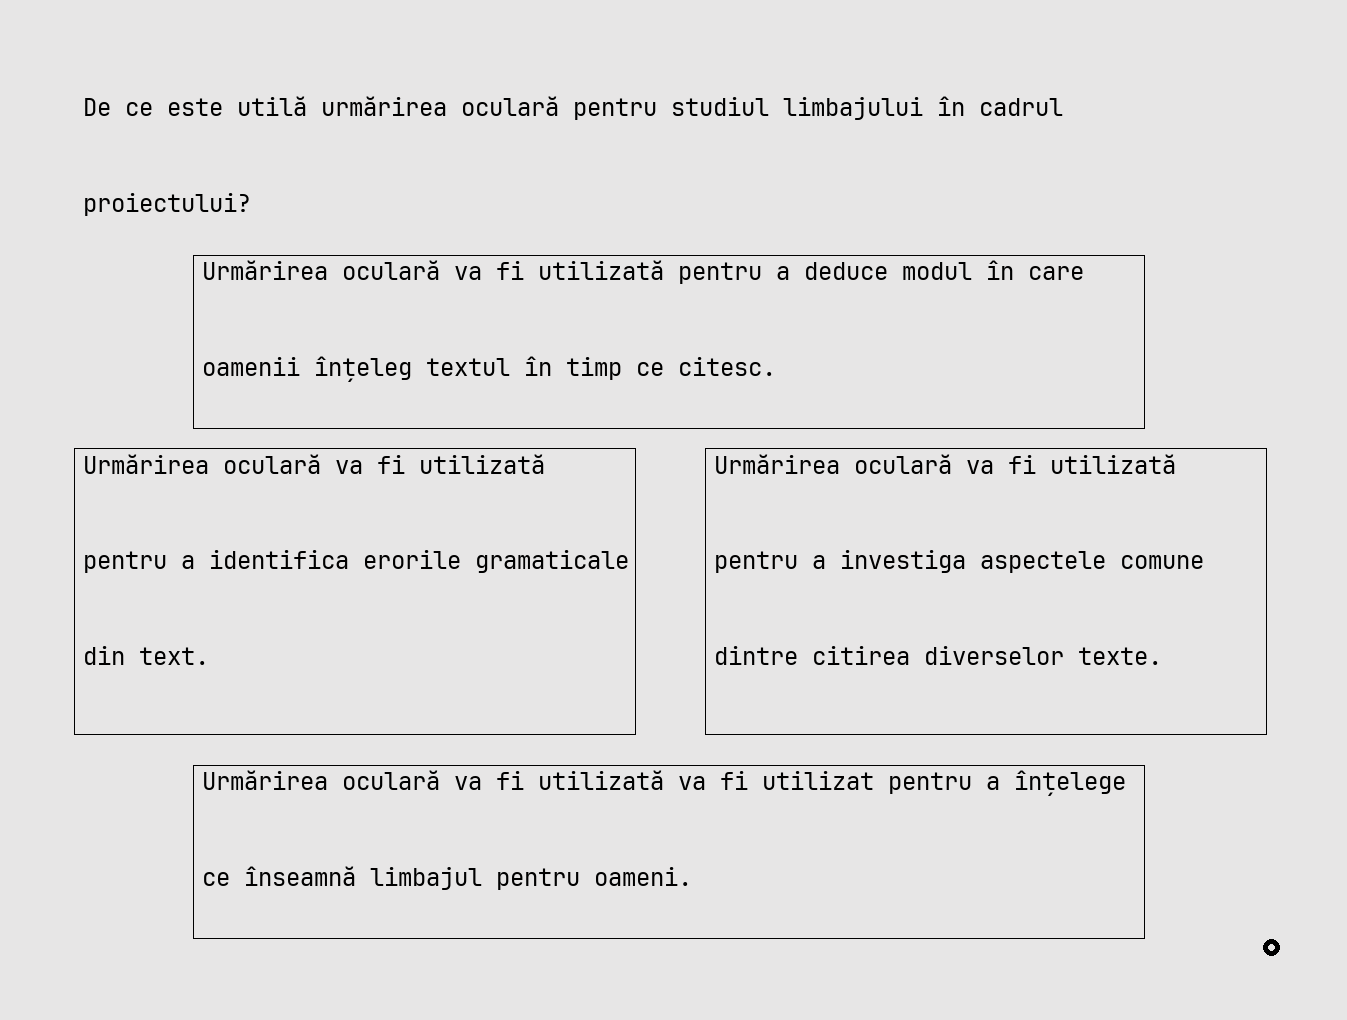 De ce este utilă urmărirea oculară pentru studiul limbajului în cadrul
proiectului?
Urmărirea oculară va fi utilizată pentru a deduce modul în care
oamenii înțeleg textul în timp ce citesc.
Urmărirea oculară va fi utilizată
pentru a identifica erorile gramaticale
din text.
Urmărirea oculară va fi utilizată
pentru a investiga aspectele comune
dintre citirea diverselor texte.
Urmărirea oculară va fi utilizată va fi utilizat pentru a înțelege
ce înseamnă limbajul pentru oameni.